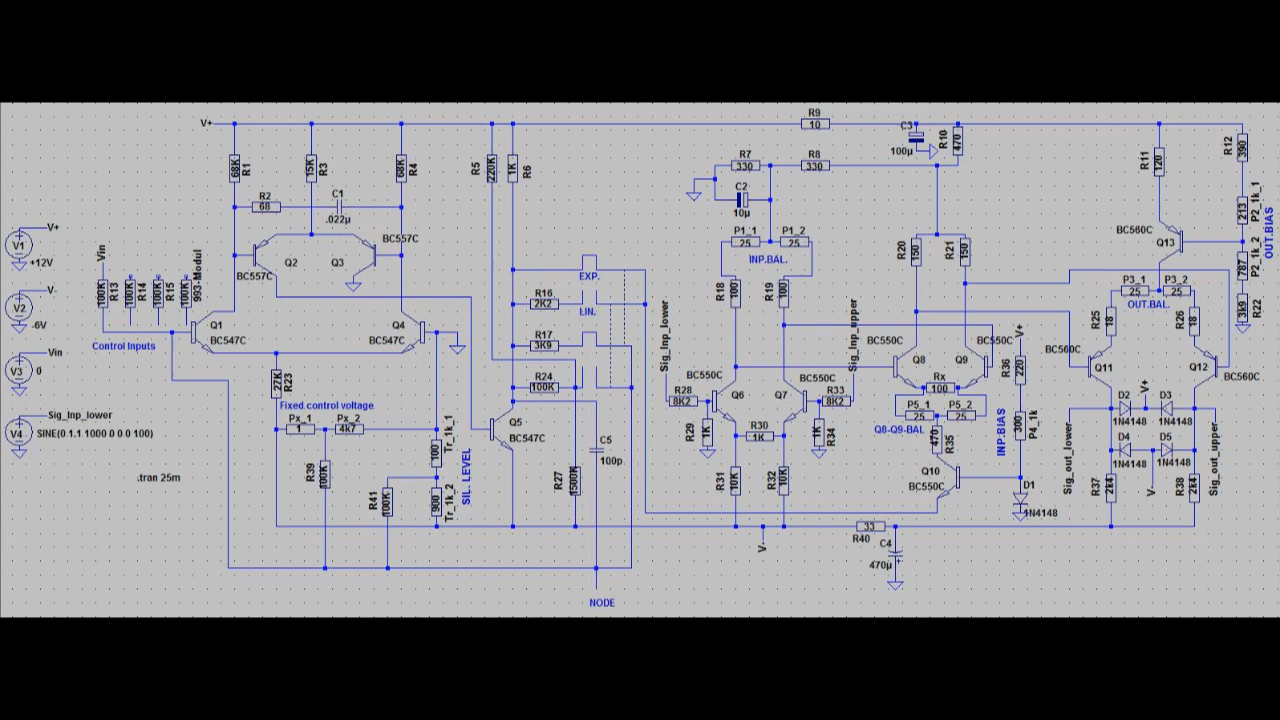 V+
R9
10
C3
100µ
R10
470
R12
390
68K
R1
15K
R3
68K
R4
R5
220K
1K
R6
R7
330
R8
330
R11
120
C2
10µ
R2
68
C1
.022µ
213
P2_1k_1
OUT.BIAS
BC557C
BC557C
Q2
Q3
P1_1
25
P1_2
25
INP.BAL.
BC560C
Q13
R20
150
R21
150
787
P2_1k_2
V1
V+
+12V
Vin
993-Modul
EXP.
P3_1
25
P3_2
25
OUT.BAL.
100K
R13
100K
R14
100K
R15
100K
R16
2K2
LIN.
R18
100
R19
100
3k9
R22
V2
V-
-6V
Q1
BC547C
Q4
BC547C
R17
3K9
Sig_Inp_lower
Sig_Inp_upper
BC550C
Q8
Q9
BC550C
V+
R25
18
R26
18
Control Inputs
BC560C
Q11
Q12
BC560C
V3
Vin
0
27K
R23
R24
100K
BC550C
Q6
BC550C
Q7
Rx
100
R36
220
R28
8K2
R33
8K2
Fixed control voltage
Px_1
1
Px_2
4k7
P5_1
25
P5_2
25
Q8-Q9-BAL
D2
1N4148
V+
D3
1N4148
V4
Sig_Inp_lower
SINE(0 1.1 1000 0 0 0 100)
100
Tr_1k_1
Q5
BC547C
R29
1K
R30
1K
1K
R34
470
R35
INP.BIAS
300
P4_1k
D4
1N4148
D5
1N4148
C5
100p
.tran 25m
R39
100K
R41
100K
900
Tr_1k_2
SIL. LEVEL
R27
1500K
R31
10K
R32
10K
Q10
BC550C
D1
1N4148
Sig_out_lower
R37
2k4
V-
R38
2k4
Sig_out_upper
V-
33
R40
C4
470µ
NODE